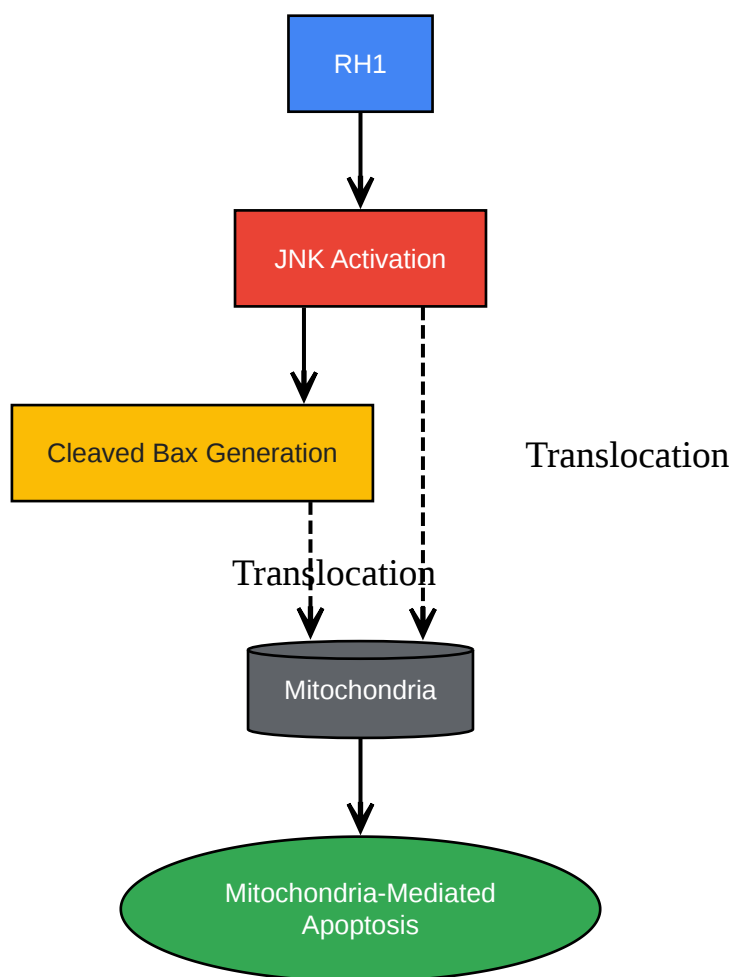 RH1
JNK Activation
Cleaved Bax Generation
Translocation
Translocation
Mitochondria
Mitochondria-Mediated
Apoptosis